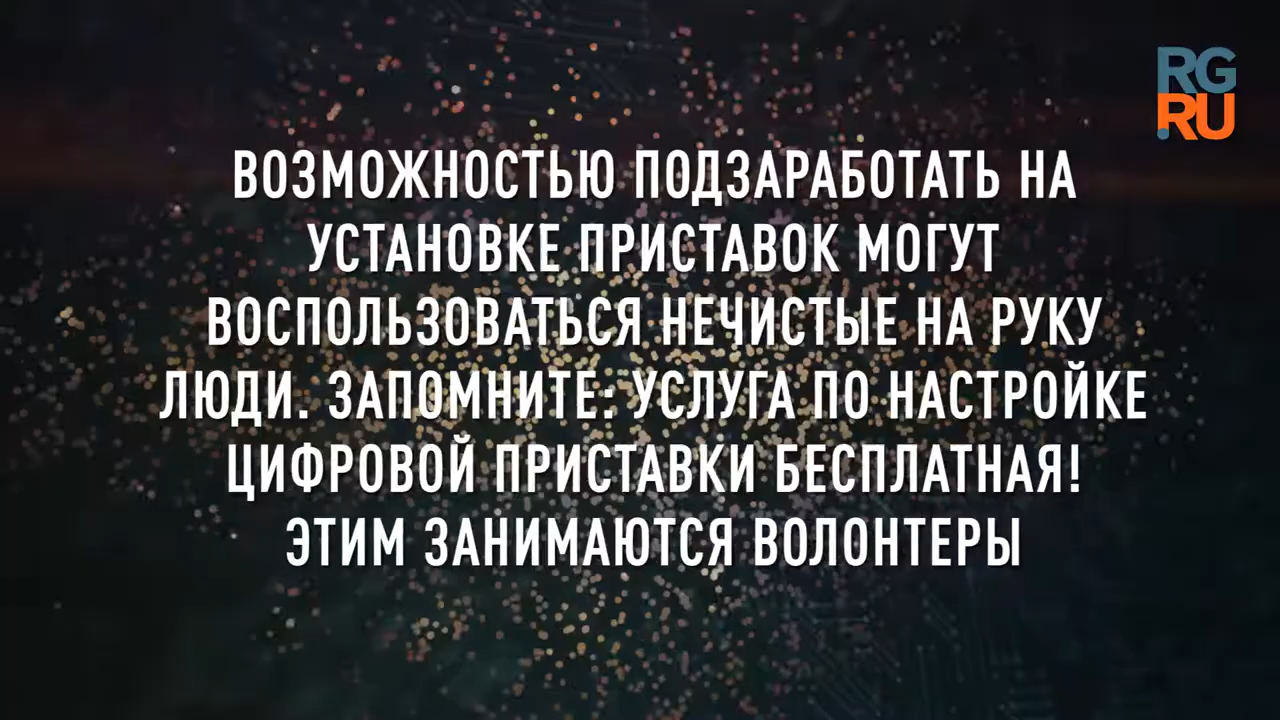 RG
RU
ВОЗМОЖНОСТЬЮ ПОДЗАРАБОТАТЬ НА
УСТАНОВКЕ ПРИСТАВОК МОГУТ
ВОСПОЛЬЗОВАТЬСЯ НЕЧИСТЫЕ НА РУКУ
ЛЮДИ. ЗАПОМНИТЕ: УСЛУГА ПО НАСТРОЙКЕ
ЦИФРОВОЙ ПРИСТАВКИ БЕСПЛАТНАЯ!
ЭТИМ ЗАНИМАЮТСЯ ВОЛОНТЕРЫ